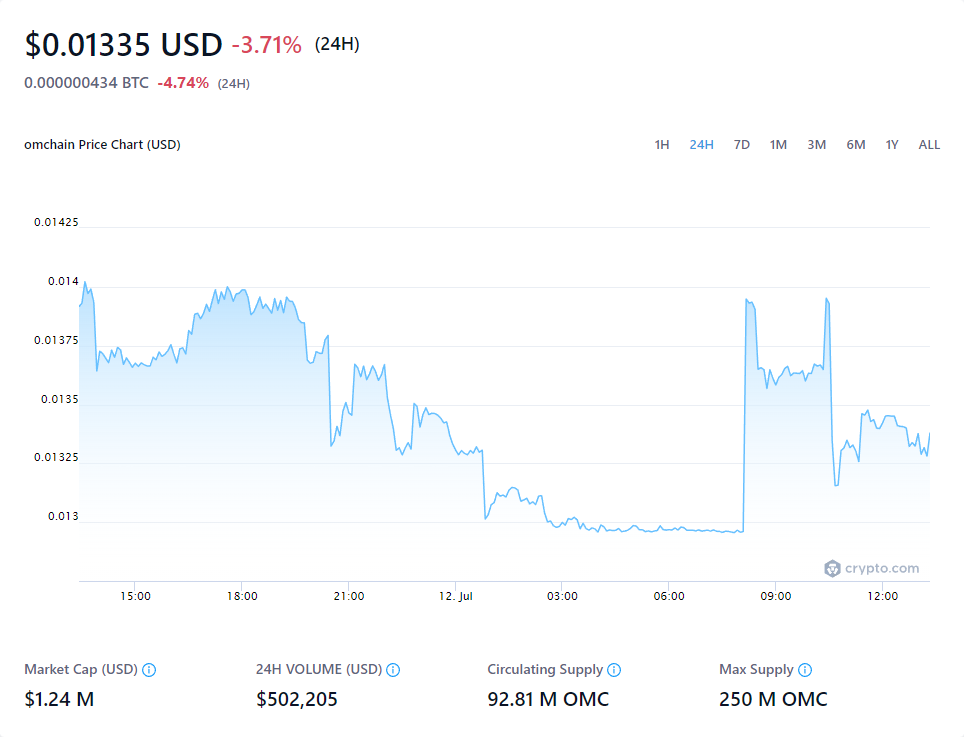 $0.01335 USD -3.71% (24H)
0.000000434 BTC -4.74% (24H)
omchain Price Chart (USD) 1H 24H 7D 1M 3M 6M 1Y ALL
0.01425
0.014
0.01375
0.0135
0.01325
0.013
crypto.com
15:00 18:00 21:00 12. Jul 03:00 06:00 09:00 12:00
Market Cap (USD) 24H VOLUME (USD) Circulating Supply Max Supply
$1.24 M $502,205 92.81 M OMC 250 M OMC